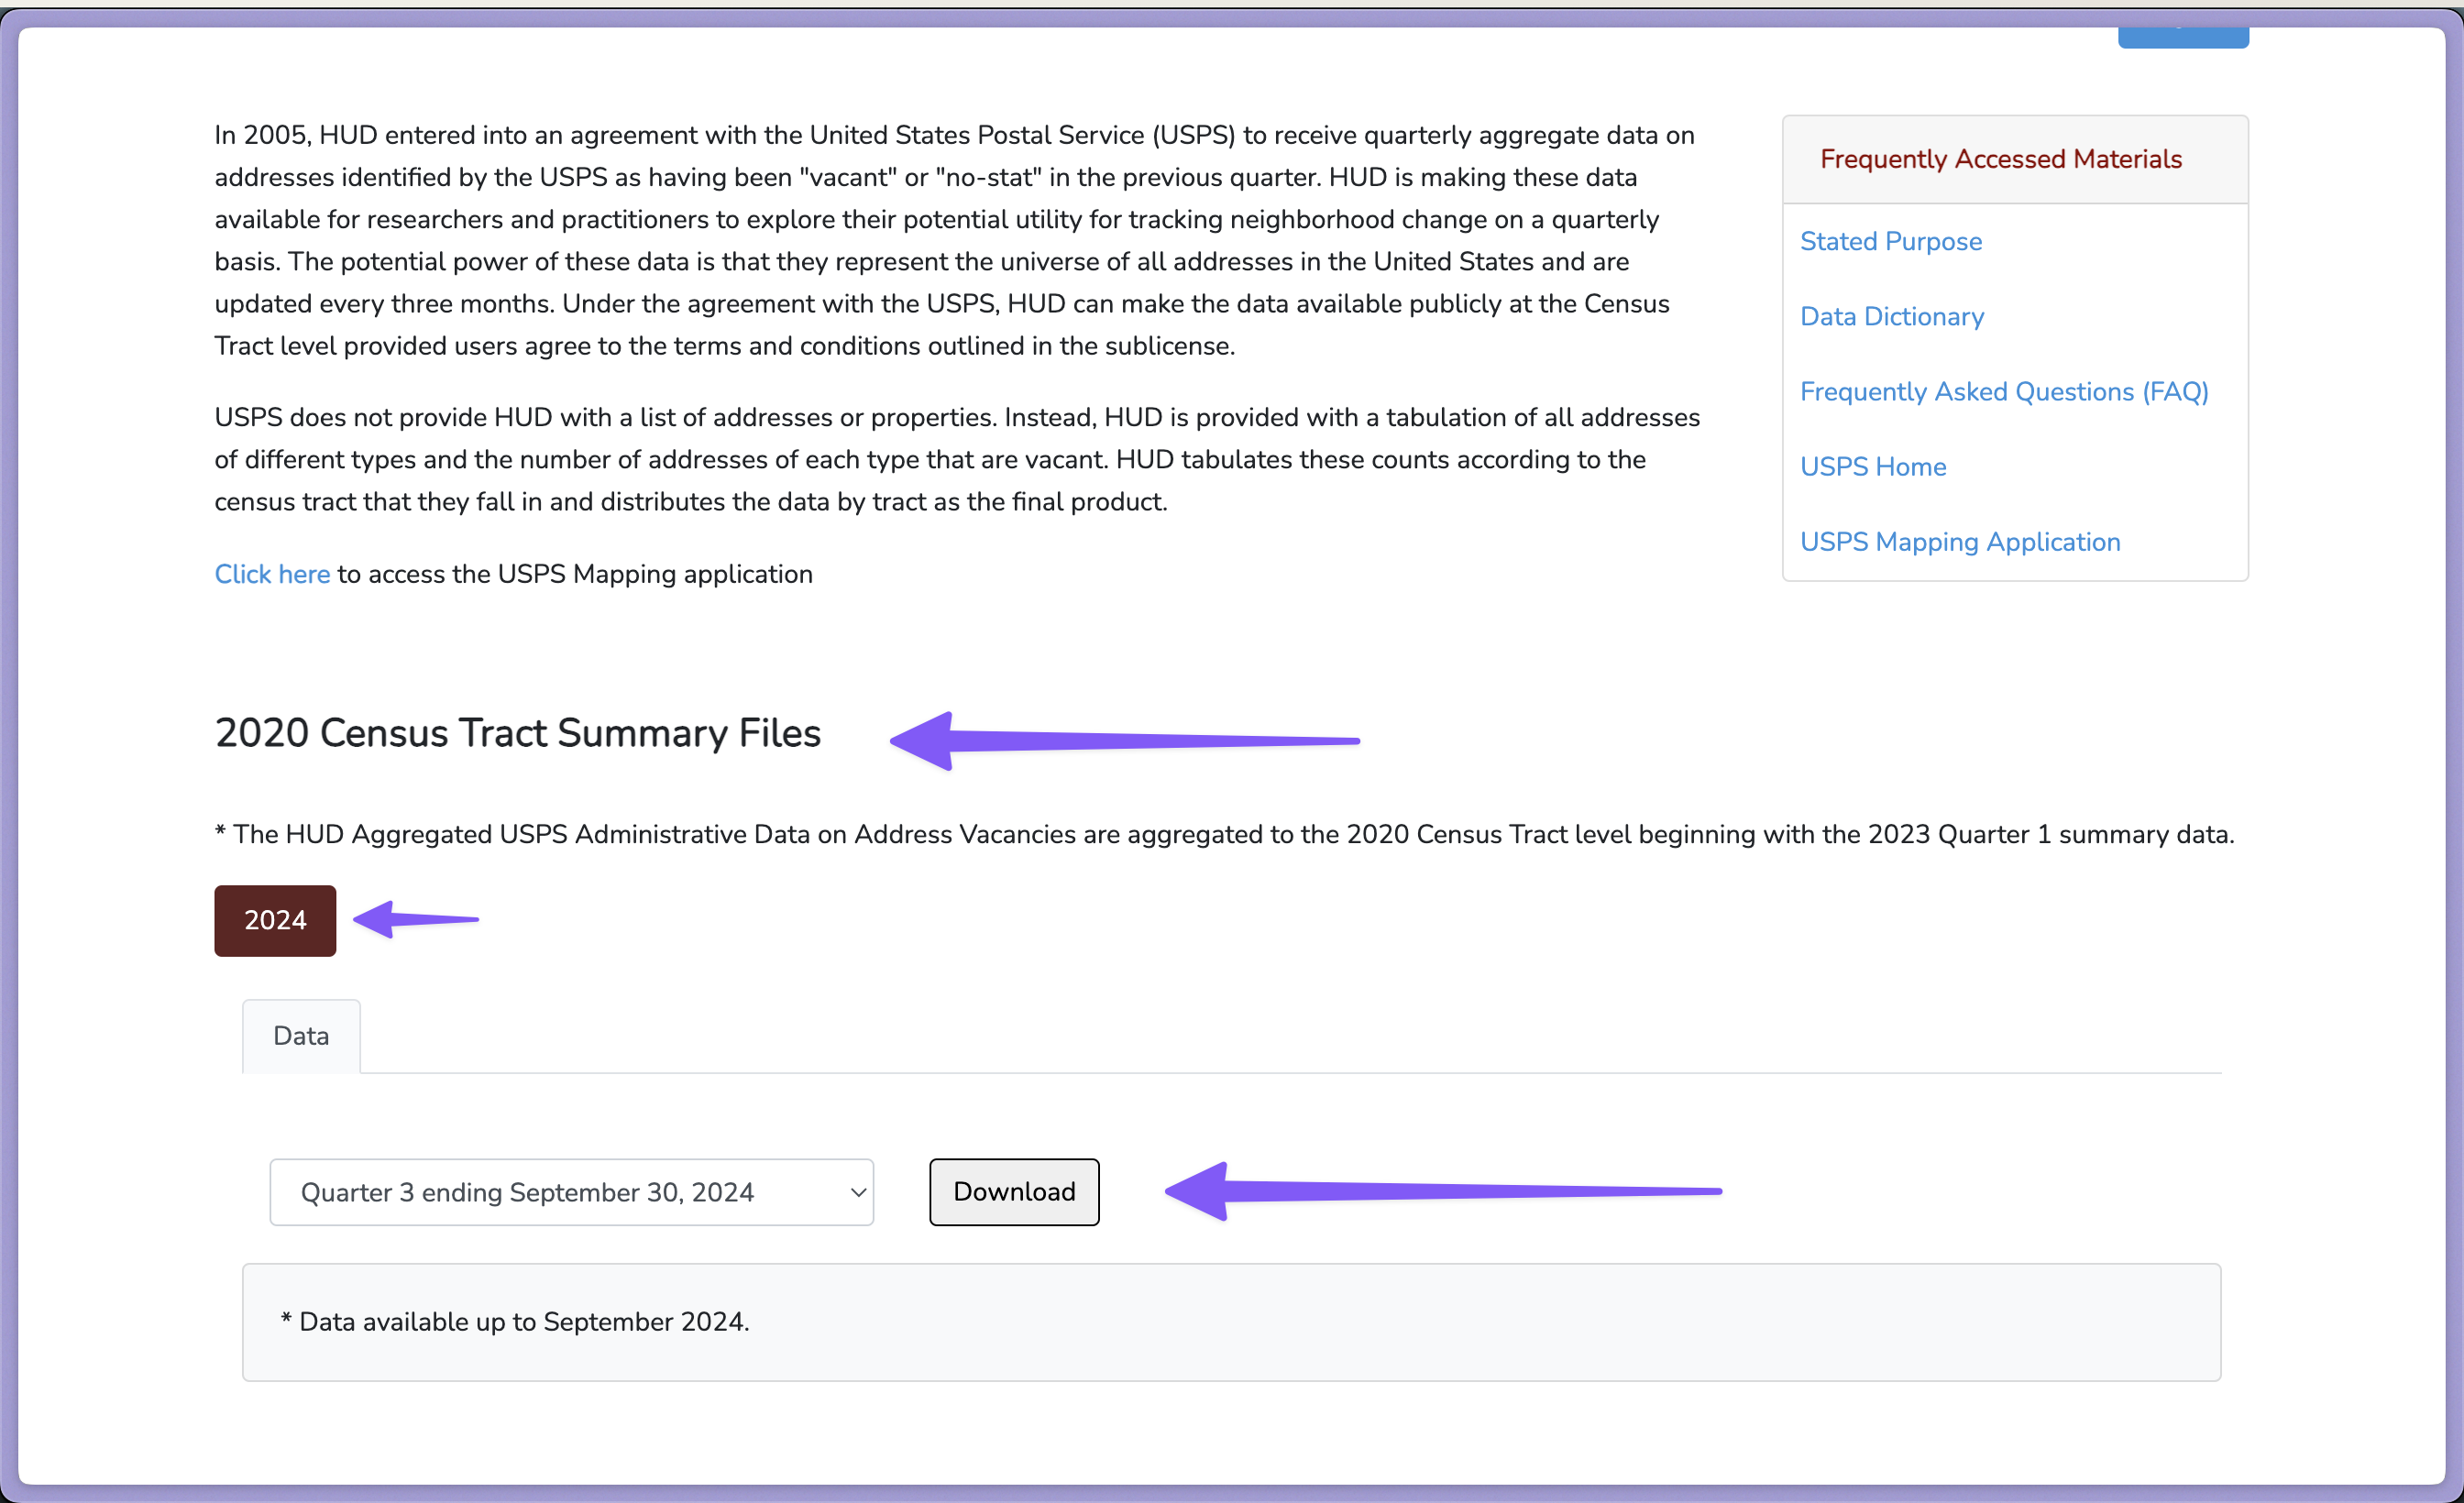 In 2005, HUD entered into an agreement with the United States Postal Service (USPS) to receive quarterly aggregate data on
addresses identified by the USPS as having been "vacant" or "no-stat" in the previous quarter. HUD is making these data
available for researchers and practitioners to explore their potential utility for tracking neighborhood change on a quarterly
basis. The potential power of these data is that they represent the universe of all addresses in the United States and are
updated every three months. Under the agreement with the USPS, HUD can make the data available publicly at the Census
Tract level provided users agree to the terms and conditions outlined in the sublicense.
USPS does not provide HUD with a list of addresses or properties. Instead, HUD is provided with a tabulation of all addresses
of different types and the number of addresses of each type that are vacant. HUD tabulates these counts according to the
census tract that they fall in and distributes the data by tract as the final product.
Click here to access the USPS Mapping application
Frequently Accessed Materials
Stated Purpose
Data Dictionary
Frequently Asked Questions (FAQ)
USPS Home
USPS Mapping Application
2020 Census Tract Summary Files
* The HUD Aggregated USPS Administrative Data on Address Vacancies are aggregated to the 2020 Census Tract level beginning with the 2023 Quarter 1 summary data.
2024
Data
Quarter 3 ending September 30, 2024
Download
* Data available up to September 2024.